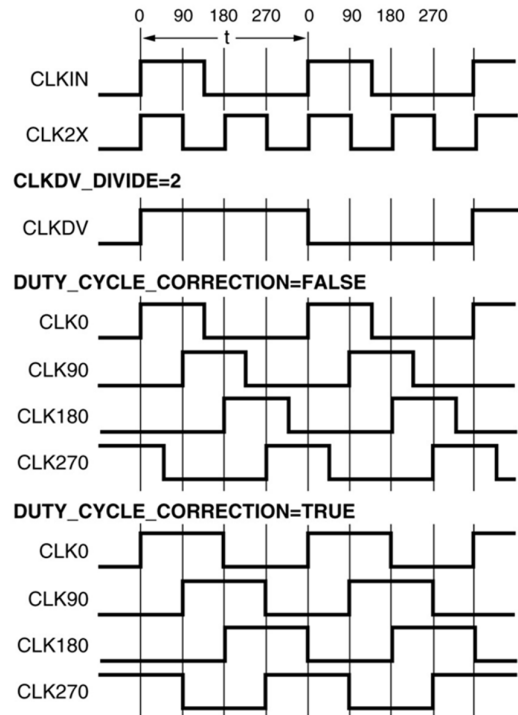 0 90 180 270 0 90 180 270
t
CLKIN
CLK2X
CLKDV_DIVIDE=2
CLKDV
DUTY_CYCLE_CORRECTION=FALSE
CLK0
CLK90
CLK180
CLK270
DUTY_CYCLE_CORRECTION=TRUE
CLK0
CLK90
CLK180
CLK270